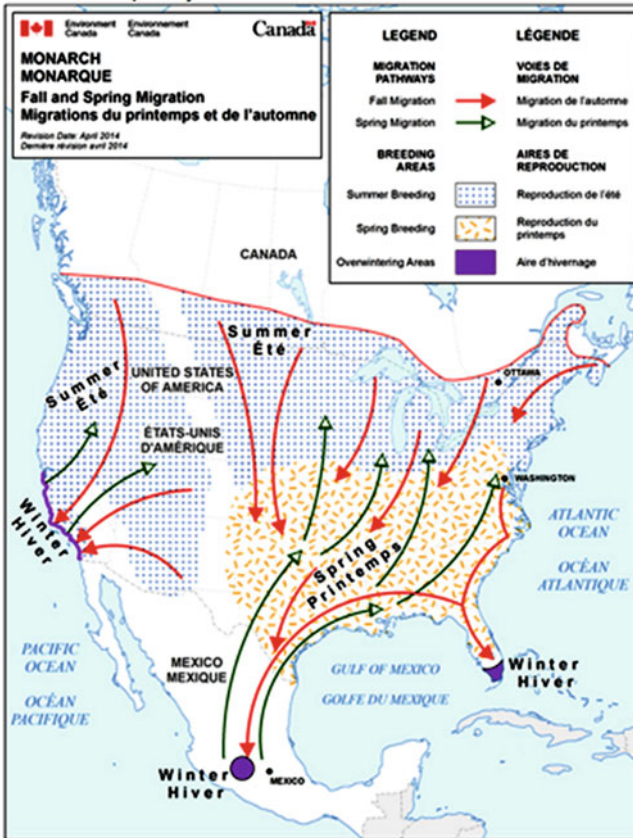 Environment Environnement
Canada Canada
Canada
MONARCH
MONARQUE
Fall and Spring Migration
Migrations du printemps et de l'automne
Revision Date: April 2014
Dernière révision avril 2014
LEGEND LÉGENDE
MIGRATION VOIES DE
PATHWAYS MIGRATION
Fall Migration Migration de l'automne
Spring Migration Migration du printemps
BREEDING AIRES DE
AREAS REPRODUCTION
Summer Breeding Reproduction de l'été
Spring Breeding Reproduction du
printemps
Overwintering Areas Aire d'hivernage
CANADA
Summer
Été
Summer
Été
UNITED STATES
OF AMERICA
ÉTATS-UNIS
D'AMÉRIQUE
OTTAWA
WASHINGTON
Winter
Hiver
Spring
Printemps
ATLANTIC
OCEAN
OCÉAN
ATLANTIQUE
PACIFIC
OCEAN
OCÉAN
PACIFIQUE
MEXICO
MEXIQUE
GULF OF MEXICO
GOLFE DU MEXIQUE
Winter
Hiver
Winter
Hiver
MEXICO